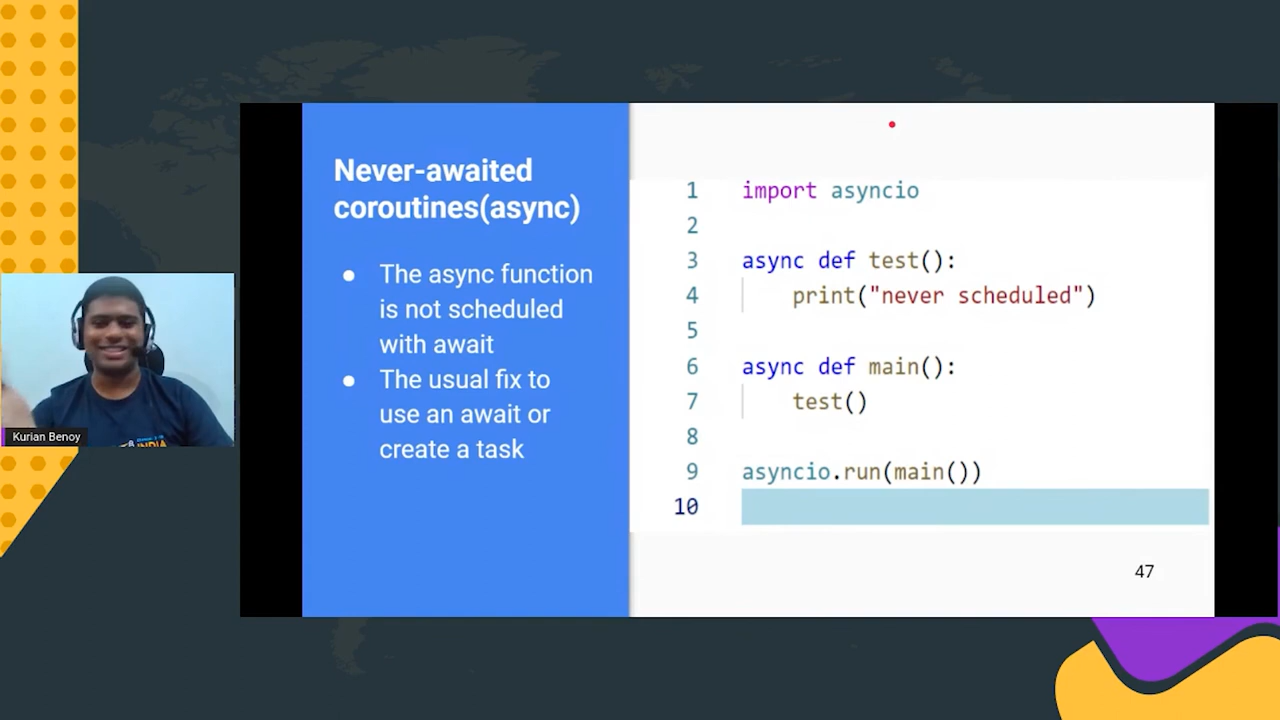 Never-awaited
coroutines(async)
● The async function
is not scheduled
with await
● The usual fix to
use an await or
create a task
1 import asyncio
2
3 async def test():
4 print("never scheduled")
5
6 async def main():
7 test()
8
9 asyncio.run(main())
10
47
Kurian Benoy
INDIA